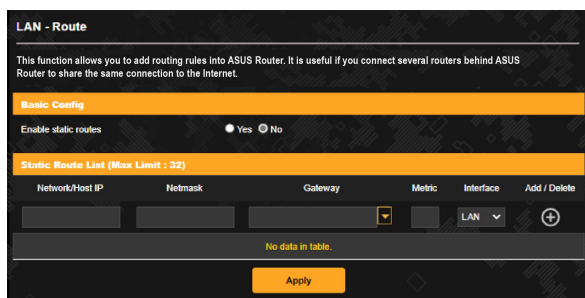 LAN - Route
This function allows you to add routing rules into ASUS Router. It is useful if you connect several routers behind ASUS
Router to share the same connection to the Internet.
Basic Config
Enable static routes Yes No
Static Route List (Max Limit : 32)
Network/Host IP Netmask Gateway Metric Interface Add / Delete
LAN
No data in table.
Apply